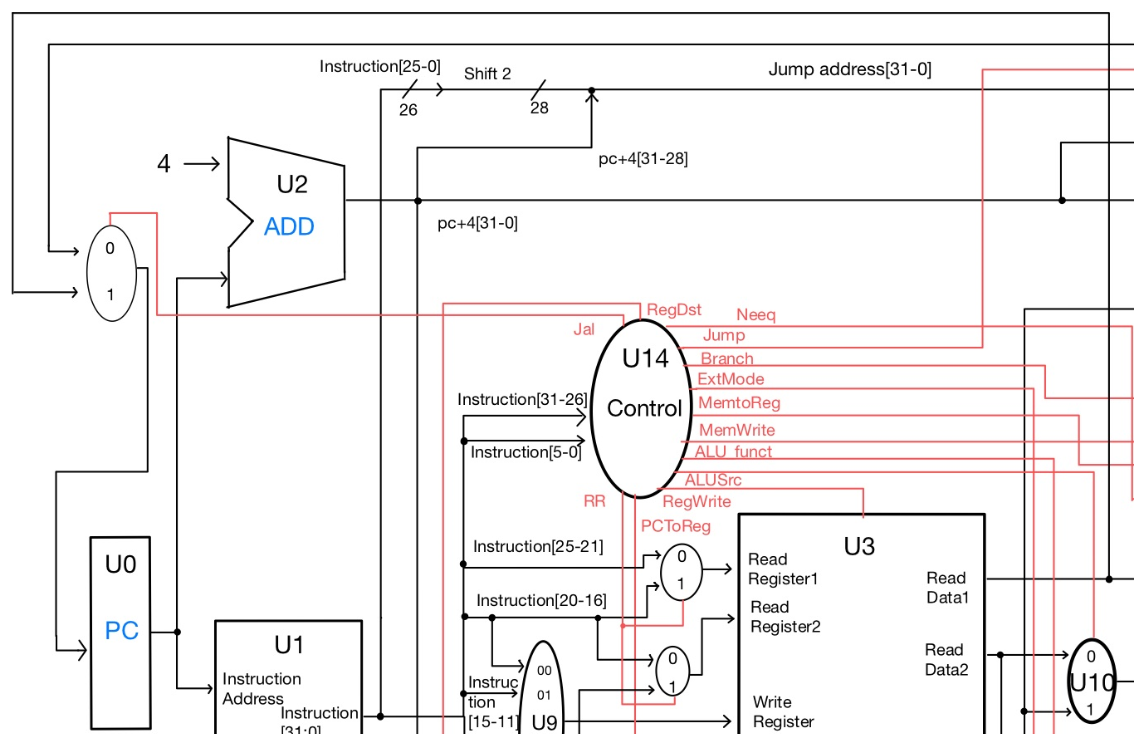 Instruction[25-0]
Shift 2
Jump address[31-0]
26
28
4
U2
ADD
pc+4[31-28]
pc+4[31-0]
0
1
RegDst
Neeq
Jal
Jump
U14
Branch
ExtMode
Control
Instruction[31-26]
MemtoReg
MemWrite
Instruction[5-0]
ALU_funct
ALUSrc
RR
RegWrite
PCToReg
Instruction[25-21]
0
1
U3
Read
Register1
Read
Data1
U0
PC
Instruction[20-16]
Read
Register2
U1
Instruction
Address
Instruction
[31:0]
Instruc
tion
[15-11]
00
01
U9
0
1
Read
Data2
Write
Register
0
U10
1